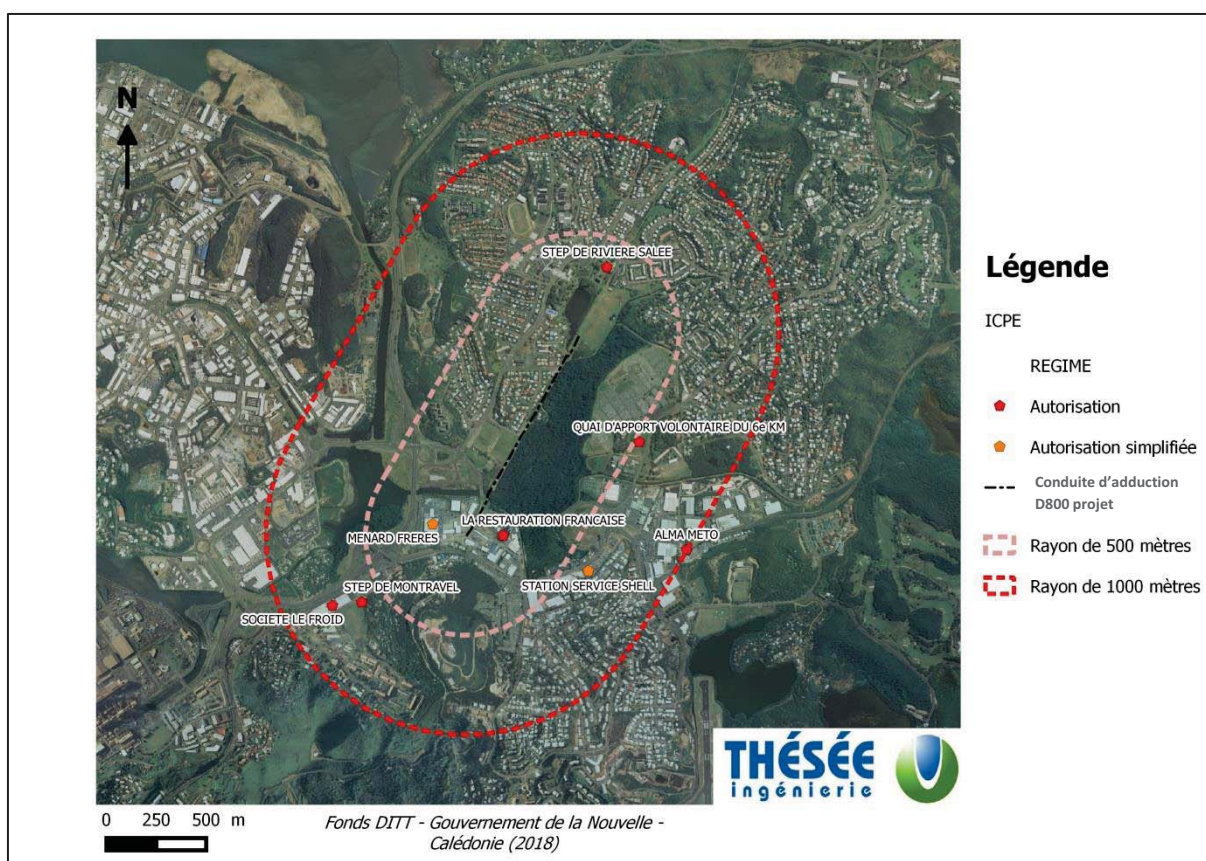 N
STEP DE RIVIERE SALEE
QUAI D'APPORT VOLONTAIRE DU 6e KM
LA RESTAURATION FRANCAISE
MENARD FRERES
ALMA METO
STATION SERVICE SHELL
STEP DE MONTRAVEL
SOCIETE LE FROID
Légende
ICPE
REGIME
Autorisation
Autorisation simplifiée
Conduite d’adduction
D800 projet
Rayon de 500 mètres
Rayon de 1000 mètres
THÉSÉE
ingénierie
0 250 500 m
Fonds DITT - Gouvernement de la Nouvelle -
Calédonie (2018)